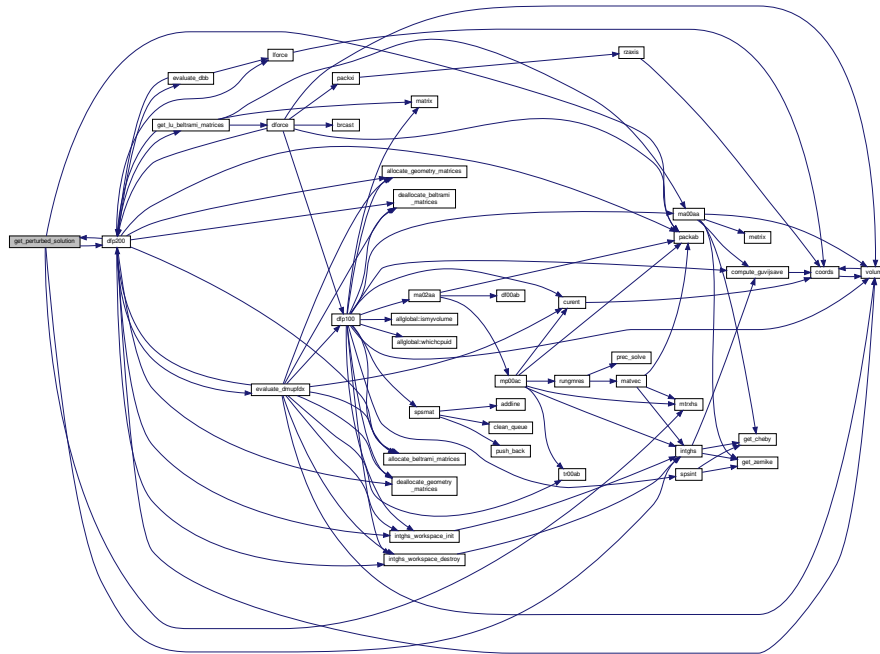 rzaxis
lforce
evaluate_dbb
packxi
matrix
get_lu_beltrami_matrices
dforce
brcast
allocate_geometry_matrices
deallocate_beltrami
_matrices
ma00aa
packab
metrix
get_perturbed_solution
dfp200
compute_guvijsave
coords
volume
ma02aa
df00ab
curent
dfp100
allglobal::ismyvolume
allglobal::whichcpuid
prec_solve
mp00ac
rungmres
matvec
evaluate_dmupfdx
mtrxhs
addline
spsmat
clean_queue
push_back
get_cheby
intghs
allocate_beltrami_matrices
get_zernike
tr00ab
spsint
deallocate_geometry
_matrices
intghs_workspace_init
intghs_workspace_destroy